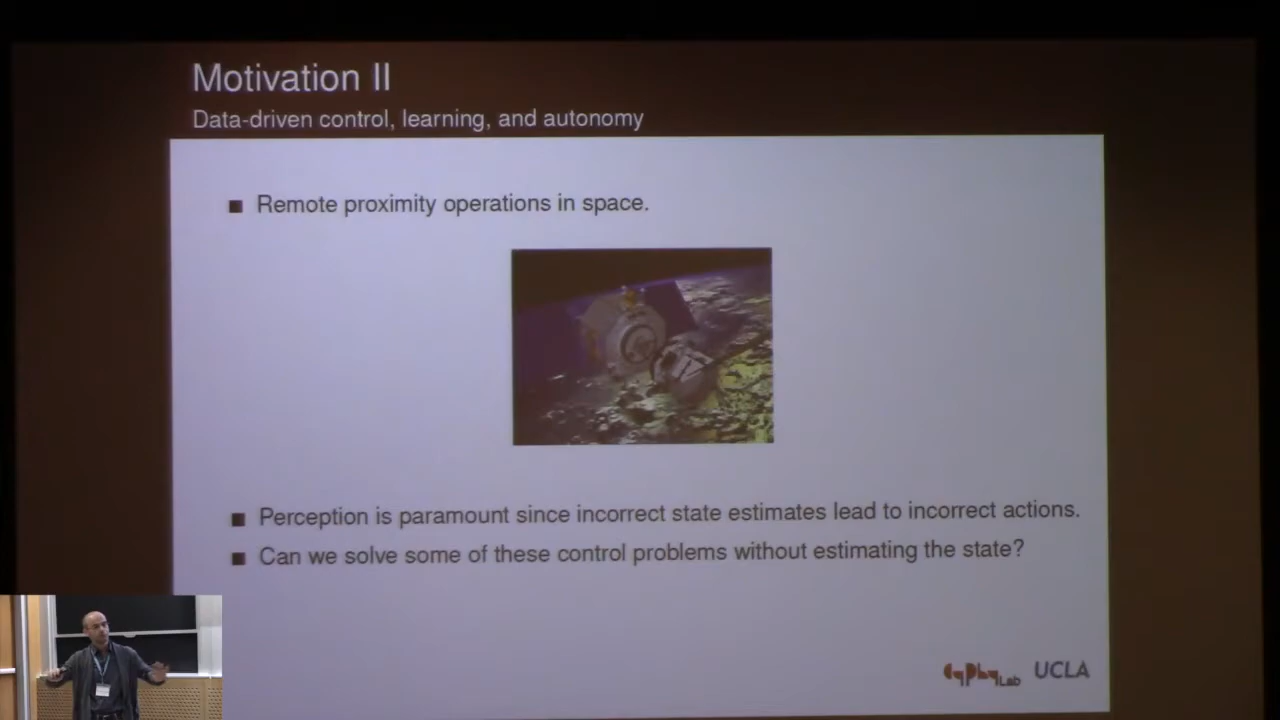 Motivation II
Data-driven control, learning, and autonomy
Remote proximity operations in space.
Perception is paramount since incorrect state estimates lead to incorrect actions.
Can we solve some of these control problems without estimating the state?
CyPhyLab UCLA